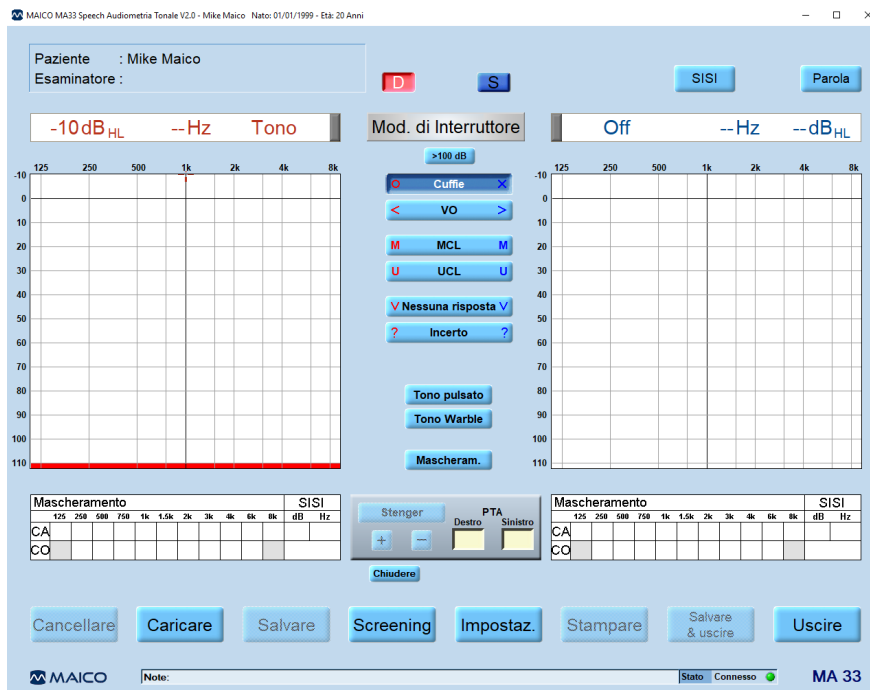 MAICO MA33 Speech Audiometria Tonale V2.0 - Mike Maico Nato: 01/01/1999 - Età: 20 Anni
Paziente : Mike Maico
Esaminatore :
D
S
SISI
Parola
-10 dB HL --Hz Tono
Mod. di Interruttore
Off --Hz --dB HL
>100 dB
125 250 500 1k 2k 4k 8k
125 250 500 1k 2k 4k 8k
-10
0
10
20
30
40
50
60
70
80
90
100
110
O Cuffie X
< VO >
M MCL M
U UCL U
V Nessuna risposta V
? Incerto ?
Tono pulsato
Tono Warble
Mascheram.
-10
0
10
20
30
40
50
60
70
80
90
100
110
Mascheramento SISI
125 250 500 750 1k 1.5k 2k 3k 4k 6k 8k dB Hz
CA
CO
Stenger
PTA
Destro Sinistro
+ −
Chiudere
Mascheramento SISI
125 250 500 750 1k 1.5k 2k 3k 4k 6k 8k dB Hz
CA
CO
Cancellare
Caricare
Salvare
Screening
Impostaz.
Stampare
Salvare
& uscire
Uscire
MAICO
Note:
Stato Connesso
MA 33